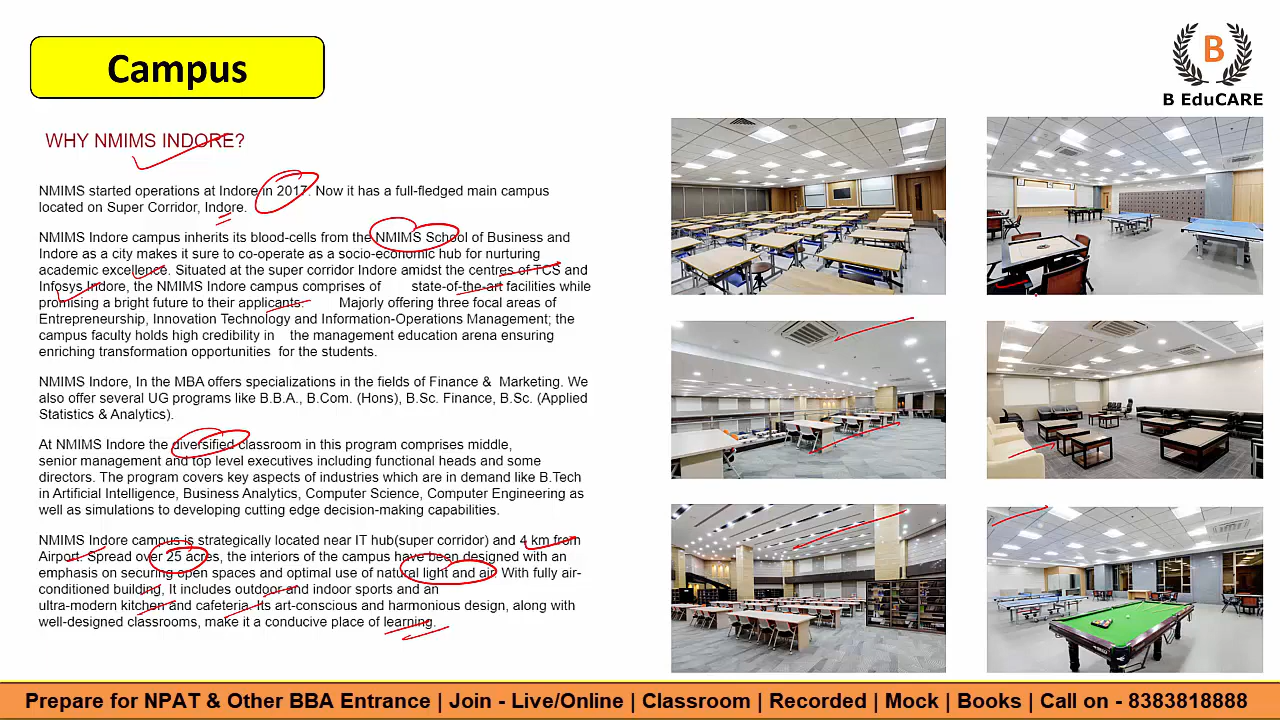 Campus
B
B EduCARE
WHY NMIMS INDORE?
NMIMS started operations at Indore in 2017. Now it has a full-fledged main campus
located on Super Corridor, Indore.
NMIMS Indore campus inherits its blood-cells from the NMIMS School of Business and
Indore as a city makes it sure to co-operate as a socio-economic hub for nurturing
academic excellence. Situated at the super corridor Indore amidst the centres of TCS and
Infosys Indore, the NMIMS Indore campus comprises of state-of-the-art facilities while
promising a bright future to their applicants. Majorly offering three focal areas of
Entrepreneurship, Innovation Technology and Information-Operations Management; the
campus faculty holds high credibility in the management education arena ensuring
enriching transformation opportunities for the students.
NMIMS Indore, In the MBA offers specializations in the fields of Finance & Marketing. We
also offer several UG programs like B.B.A., B.Com. (Hons), B.Sc. Finance, B.Sc. (Applied
Statistics & Analytics).
At NMIMS Indore the diversified classroom in this program comprises middle,
senior management and top level executives including functional heads and some
directors. The program covers key aspects of industries which are in demand like B.Tech
in Artificial Intelligence, Business Analytics, Computer Science, Computer Engineering as
well as simulations to developing cutting edge decision-making capabilities.
NMIMS Indore campus is strategically located near IT hub(super corridor) and 4 km from
Airport. Spread over 25 acres, the interiors of the campus have been designed with an
emphasis on securing open spaces and optimal use of natural light and air. With fully air-
conditioned building, It includes outdoor and indoor sports and an
ultra-modern kitchen and cafeteria. Its art-conscious and harmonious design, along with
well-designed classrooms, make it a conducive place of learning.
Prepare for NPAT & Other BBA Entrance | Join - Live/Online | Classroom | Recorded | Mock | Books | Call on - 8383818888